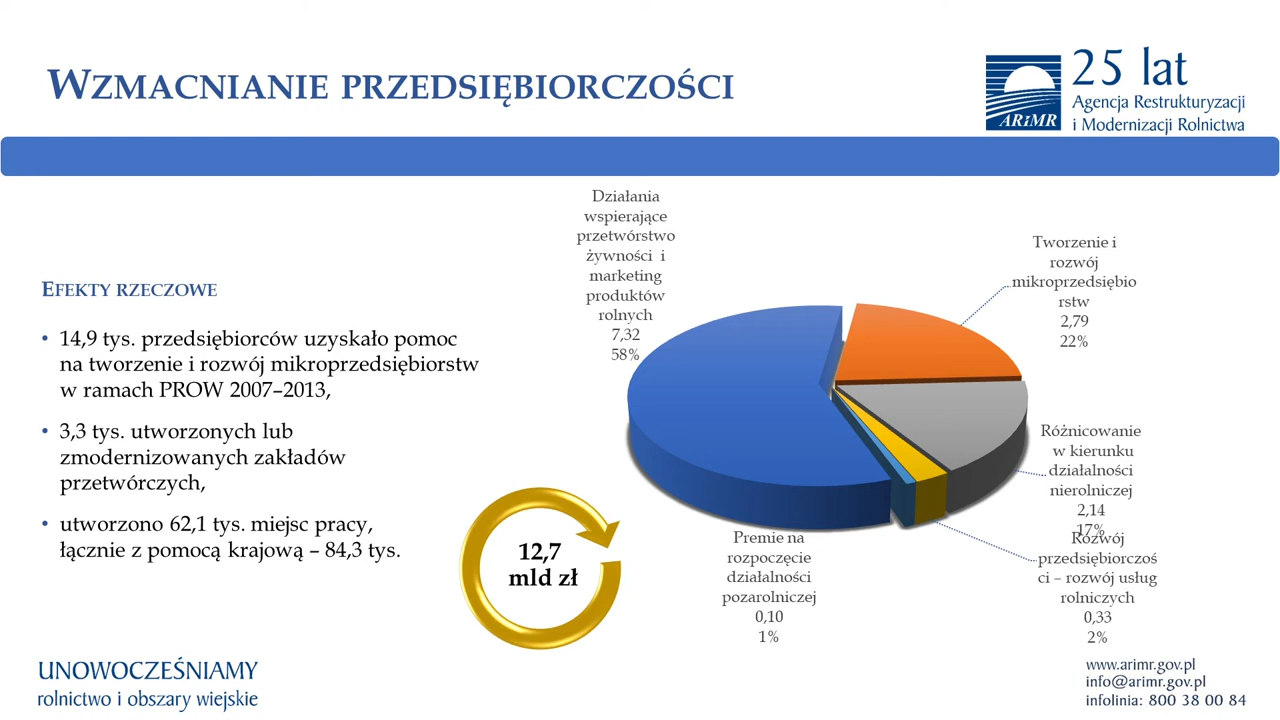 WZMACNIANIE PRZEDSIĘBIORCZOŚCI
ARiMR
25 lat
Agencja Restrukturyzacji
i Modernizacji Rolnictwa
EFEKTY RZECZOWE
• 14,9 tys. przedsiębiorców uzyskało pomoc
na tworzenie i rozwój mikroprzedsiębiorstw
w ramach PROW 2007–2013,
• 3,3 tys. utworzonych lub
zmodernizowanych zakładów
przetwórczych,
• utworzono 62,1 tys. miejsc pracy,
łącznie z pomocą krajową – 84,3 tys.
12,7
mld zł
Działania
wspierające
przetwórstwo
żywności i
marketing
produktów
rolnych
7,32
58%
Tworzenie i
rozwój
mikroprzedsiębio
rstw
2,79
22%
Różnicowanie
w kierunku
działalności
nierolniczej
2,14
17%
Rozwój
przedsiębiorczoś
ci – rozwój usług
rolniczych
0,33
2%
Premie na
rozpoczęcie
działalności
pozarolniczej
0,10
1%
UNOWOCZEŚNIAMY
rolnictwo i obszary wiejskie
www.arimr.gov.pl
info@arimr.gov.pl
infolinia: 800 38 00 84